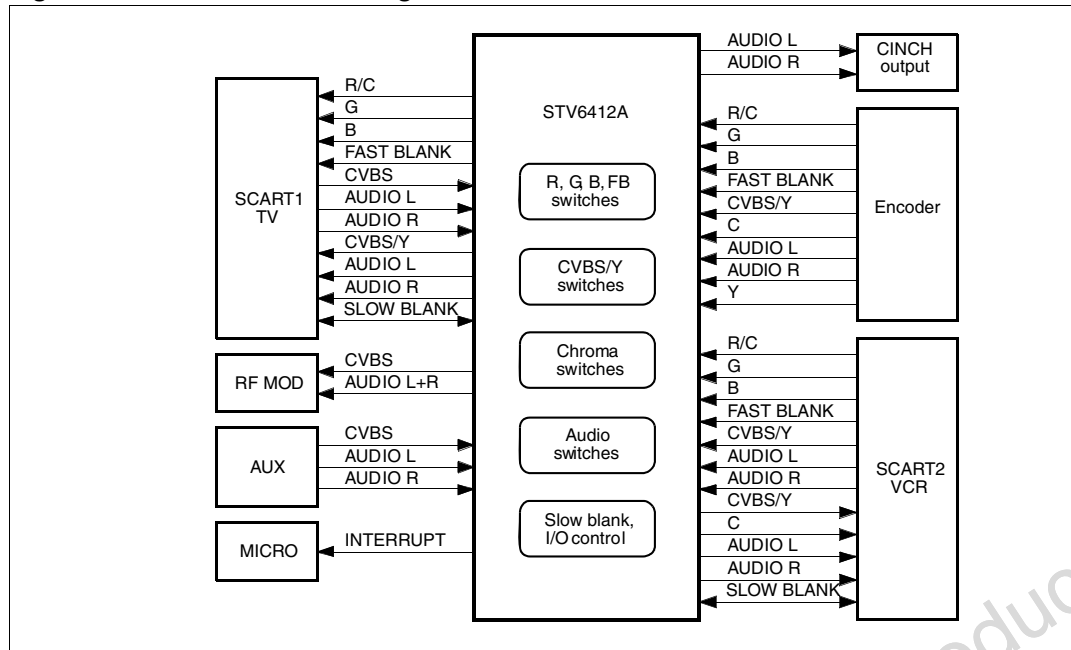 SCART1
TV
R/C
G
B
FAST BLANK
CVBS
AUDIO L
AUDIO R
CVBS/Y
AUDIO L
AUDIO R
SLOW BLANK
RF MOD
CVBS
AUDIO L+R
AUX
CVBS
AUDIO L
AUDIO R
MICRO
INTERRUPT
STV6412A
R, G, B, FB
switches
CVBS/Y
switches
Chroma
switches
Audio
switches
Slow blank,
I/O control
AUDIO L
AUDIO R
CINCH
output
R/C
G
B
FAST BLANK
CVBS/Y
C
AUDIO L
AUDIO R
Y
Encoder
R/C
G
B
FAST BLANK
CVBS/Y
AUDIO L
AUDIO R
CVBS/Y
C
AUDIO L
AUDIO R
SLOW BLANK
SCART2
VCR